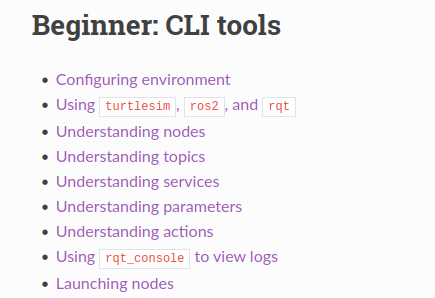 Beginner: CLI tools
• Configuring environment
• Using turtlesim, ros2, and rqt
• Understanding nodes
• Understanding topics
• Understanding services
• Understanding parameters
• Understanding actions
• Using rqt_console to view logs
• Launching nodes